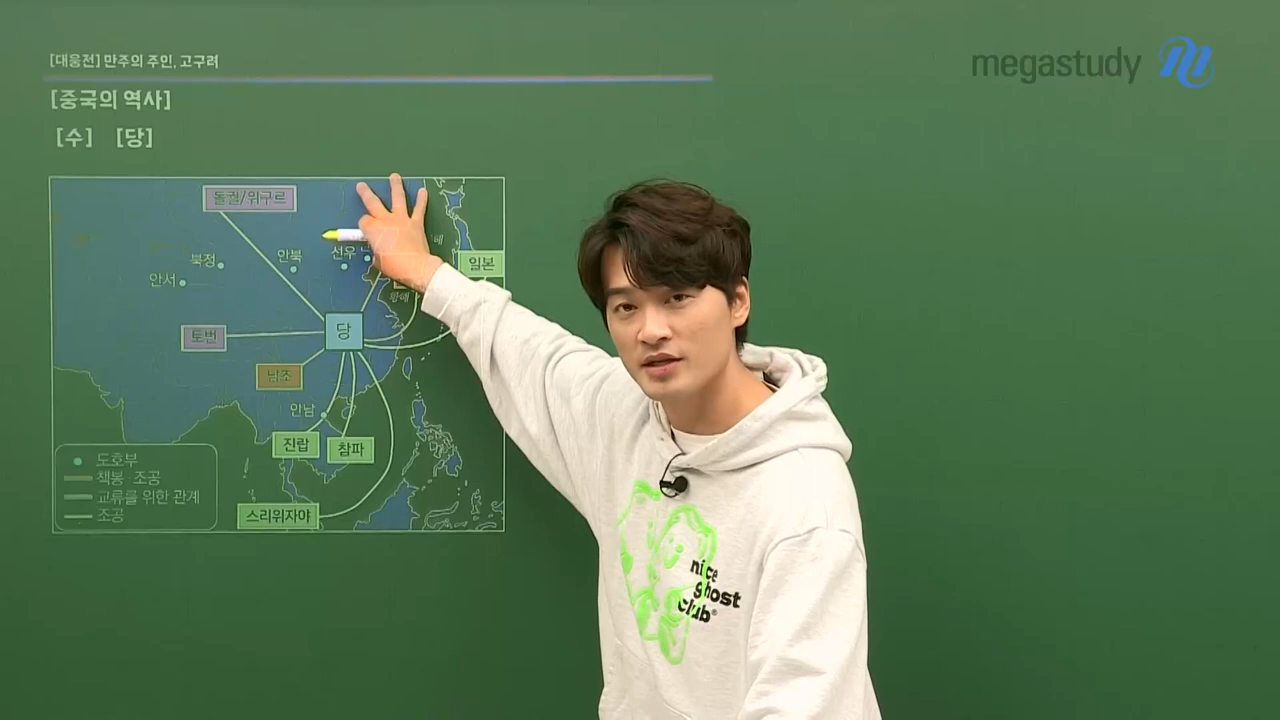 [대웅전] 만주의 주인, 고구려
megastudy
[중국의 역사]
[수] [당]
돌궐/위구르
북정
안북
선우
해
일본
안서
황해
토번
당
남조
안남
진랍
참파
도호부
책봉 조공
교류를 위한 관계
조공
스리위자야
nice
ghost
club®